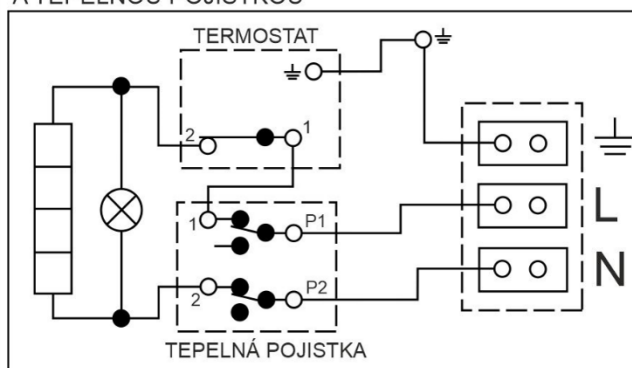 A TEPELNOU POJISTKOU
TERMOSTAT
2
1
1
P1
L
2
P2
N
TEPELNÁ POJISTKA